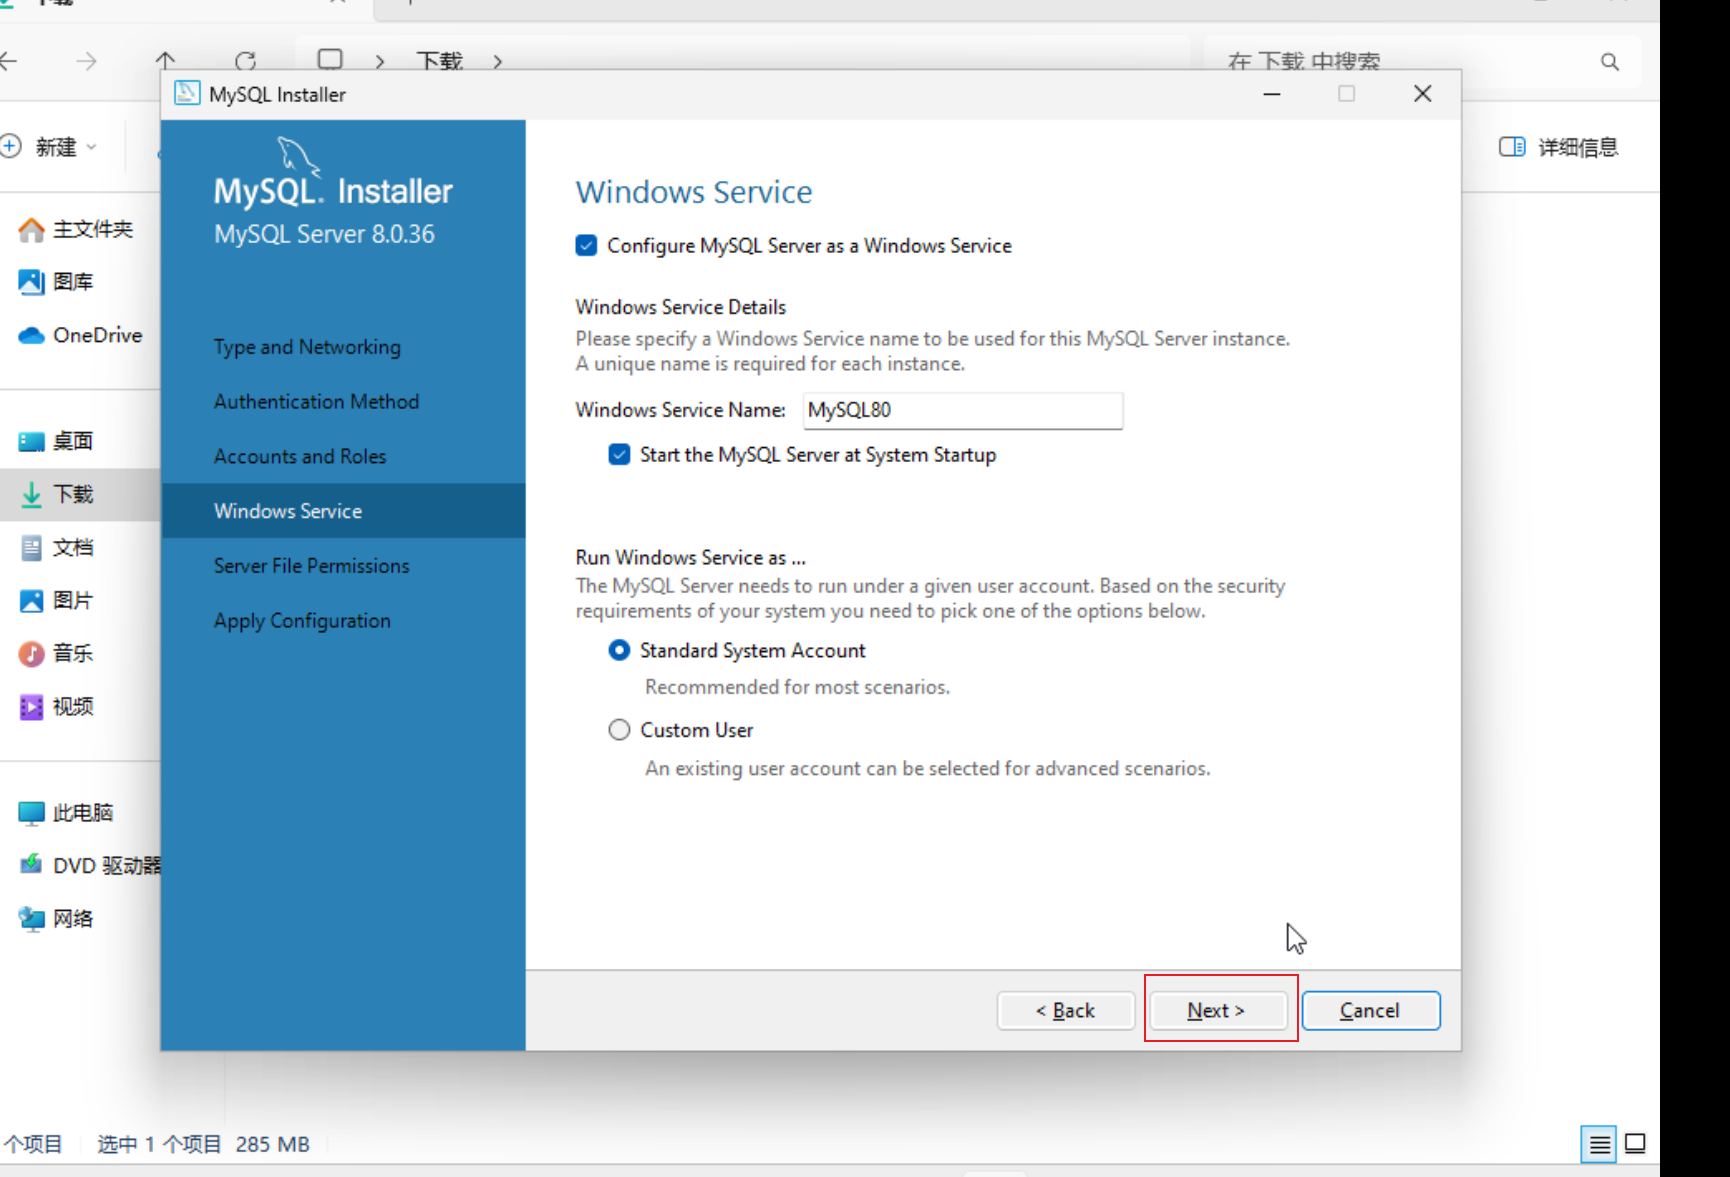 下载
下载
在 下载 中搜索
MySQL Installer
新建
详细信息
MySQL. Installer
MySQL Server 8.0.36
Type and Networking
Authentication Method
Accounts and Roles
Windows Service
Server File Permissions
Apply Configuration
主文件夹
图库
OneDrive
桌面
下载
文档
图片
音乐
视频
此电脑
DVD 驱动器
网络
Windows Service
Configure MySQL Server as a Windows Service
Windows Service Details
Please specify a Windows Service name to be used for this MySQL Server instance.
A unique name is required for each instance.
Windows Service Name: MySQL80
Start the MySQL Server at System Startup
Run Windows Service as ...
The MySQL Server needs to run under a given user account. Based on the security
requirements of your system you need to pick one of the options below.
Standard System Account
Recommended for most scenarios.
Custom User
An existing user account can be selected for advanced scenarios.
< Back
Next >
Cancel
个项目 选中 1 个项目 285 MB